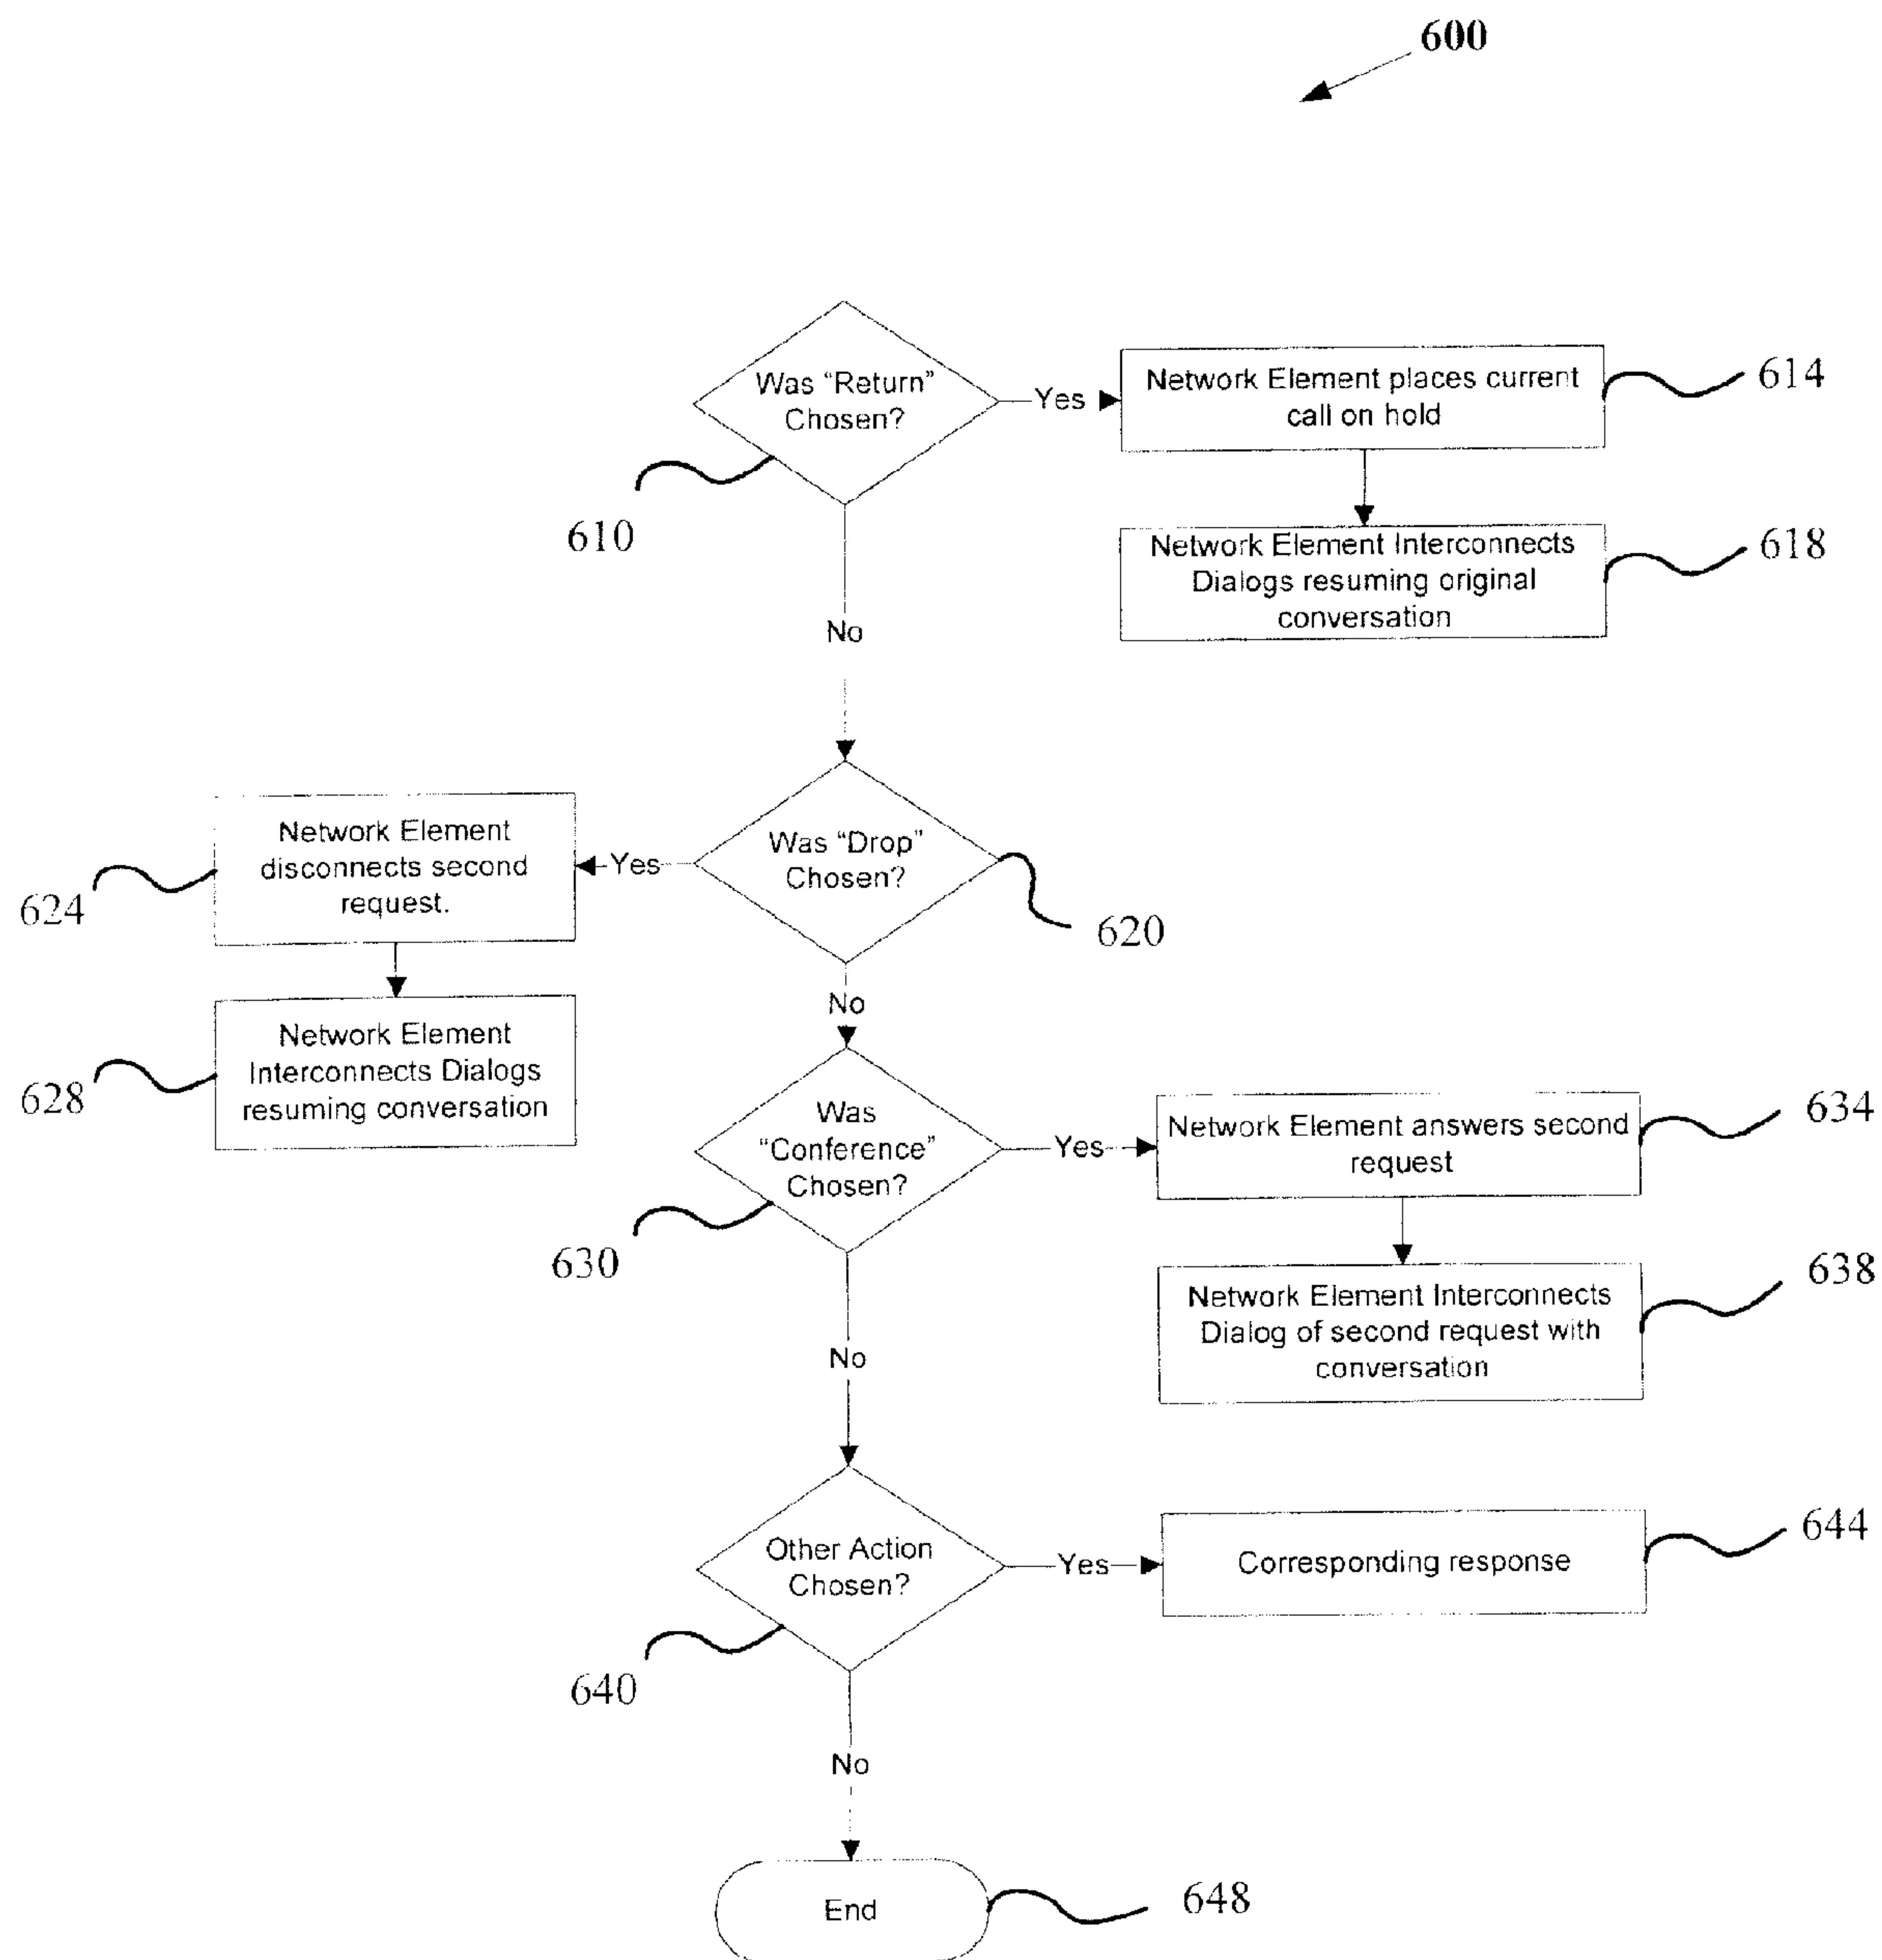 600
Was “Return”
Chosen?
Yes
Network Element places current
call on hold
614
610
Network Element Interconnects
Dialogs resuming original
conversation
618
No
Network Element
disconnects second
request.
624
Yes
Was “Drop”
Chosen?
620
No
Network Element
Interconnects Dialogs
resuming conversation
628
Was
“Conference”
Chosen?
Yes
Network Element answers second
request
634
630
Network Element Interconnects
Dialog of second request with
conversation
638
No
Other Action
Chosen?
Yes
Corresponding response
644
640
No
End
648